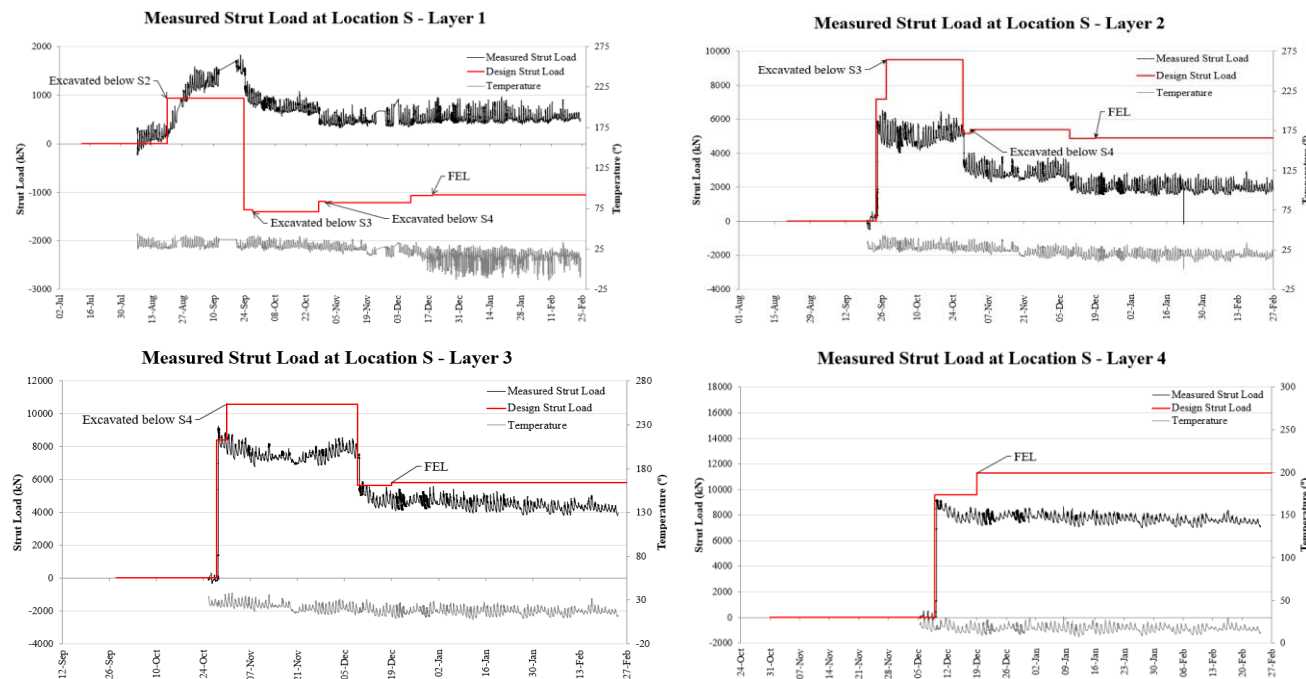 Measured Strut Load at Location S - Layer 1
2000
1000
0
-1000
-2000
-3000
Strut Load (kN)
275
225
175
125
75
25
-25
Temperature (°)
Measured Strut Load
Design Strut Load
Temperature
Excavated below S2
FEL
Excavated below S4
Excavated below S3
02-Jul
16-Jul
30-Jul
13-Aug
27-Aug
10-Sep
24-Sep
08-Oct
22-Oct
05-Nov
19-Nov
03-Dec
17-Dec
31-Dec
14-Jan
28-Jan
11-Feb
25-Feb
Measured Strut Load at Location S - Layer 2
10000
8000
6000
4000
2000
0
-2000
-4000
Strut Load (kN)
275
225
175
125
75
25
-25
Temperature (°)
Measured Strut Load
Design Strut Load
Temperature
Excavated below S3
FEL
Excavated below S4
01-Aug
15-Aug
29-Aug
12-Sep
26-Sep
10-Oct
24-Oct
07-Nov
21-Nov
05-Dec
19-Dec
02-Jan
16-Jan
30-Jan
13-Feb
27-Feb
Measured Strut Load at Location S - Layer 3
12000
10000
8000
6000
4000
2000
0
-2000
-4000
Strut Load (kN)
280
230
180
130
80
30
-20
Temperature (°)
Measured Strut Load
Design Strut Load
Temperature
Excavated below S4
FEL
12-Sep
26-Sep
10-Oct
24-Oct
07-Nov
21-Nov
05-Dec
19-Dec
02-Jan
16-Jan
30-Jan
13-Feb
27-Feb
Measured Strut Load at Location S - Layer 4
18000
16000
14000
12000
10000
8000
6000
4000
2000
0
-2000
Strut Load (kN)
300
250
200
150
100
50
0
Temperature (°)
Measured Strut Load
Design Strut Load
Temperature
FEL
24-Oct
31-Oct
07-Nov
14-Nov
21-Nov
28-Nov
05-Dec
12-Dec
19-Dec
26-Dec
02-Jan
09-Jan
16-Jan
23-Jan
30-Jan
06-Feb
13-Feb
20-Feb
27-Feb